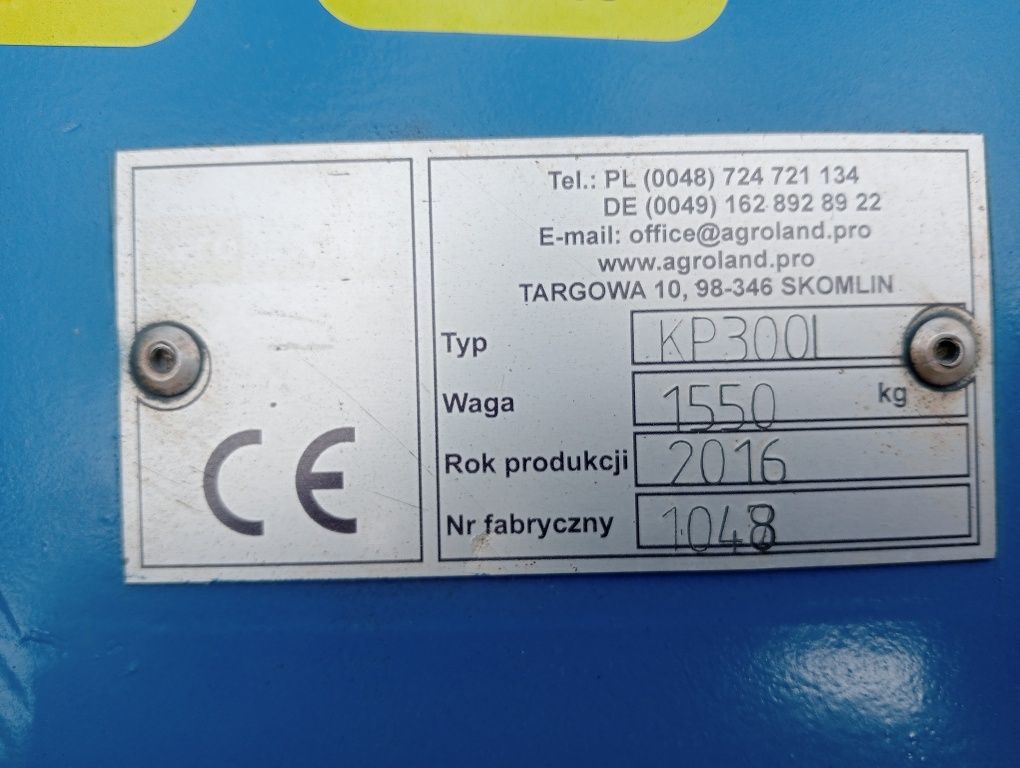 Tel.: PL (0048) 724 721 134
DE (0049) 162 892 89 22
E-mail: office@agroland.pro
www.agroland.pro
TARGOWA 10, 98-346 SKOMLIN
Typ KP300L
Waga 1550 kg
Rok produkcji 2016
Nr fabryczny 1048
CE